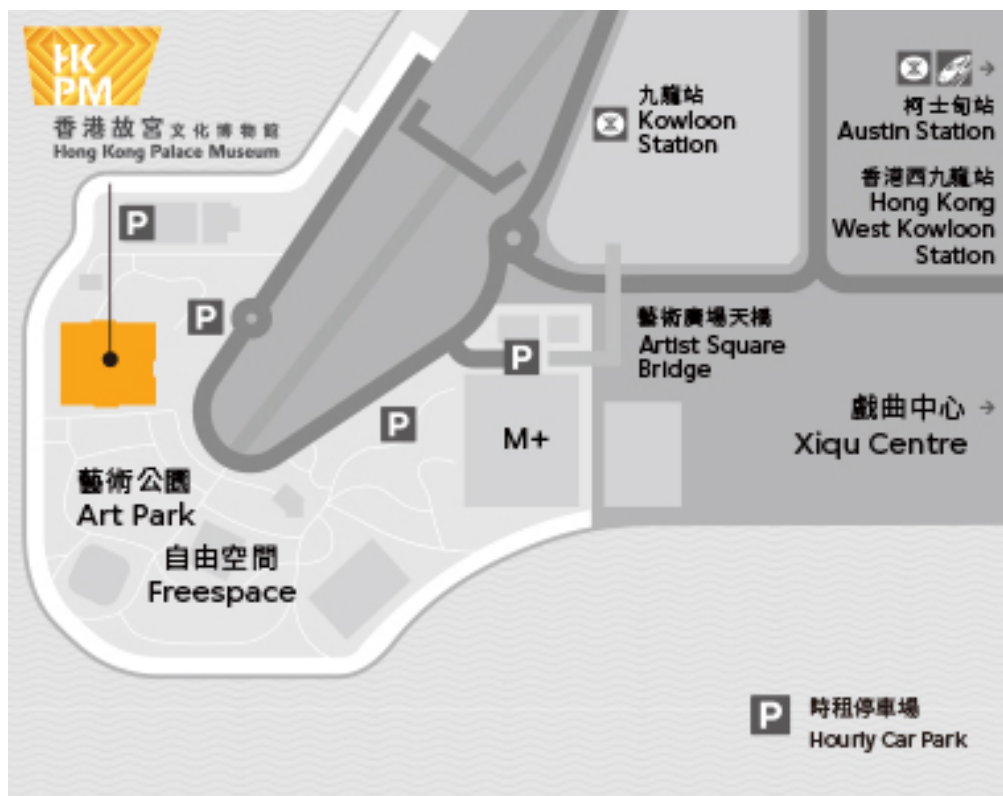 HK
PM
香港故宮文化博物館
Hong Kong Palace Museum
九龍站
Kowloon
Station
柯士甸站
Austin Station
香港西九龍站
Hong Kong
West Kowloon
Station
P
P
藝術廣場天橋
Artist Square
Bridge
P
P
M+
戲曲中心
Xiqu Centre
藝術公園
Art Park
自由空間
Freespace
P
時租停車場
Hourly Car Park